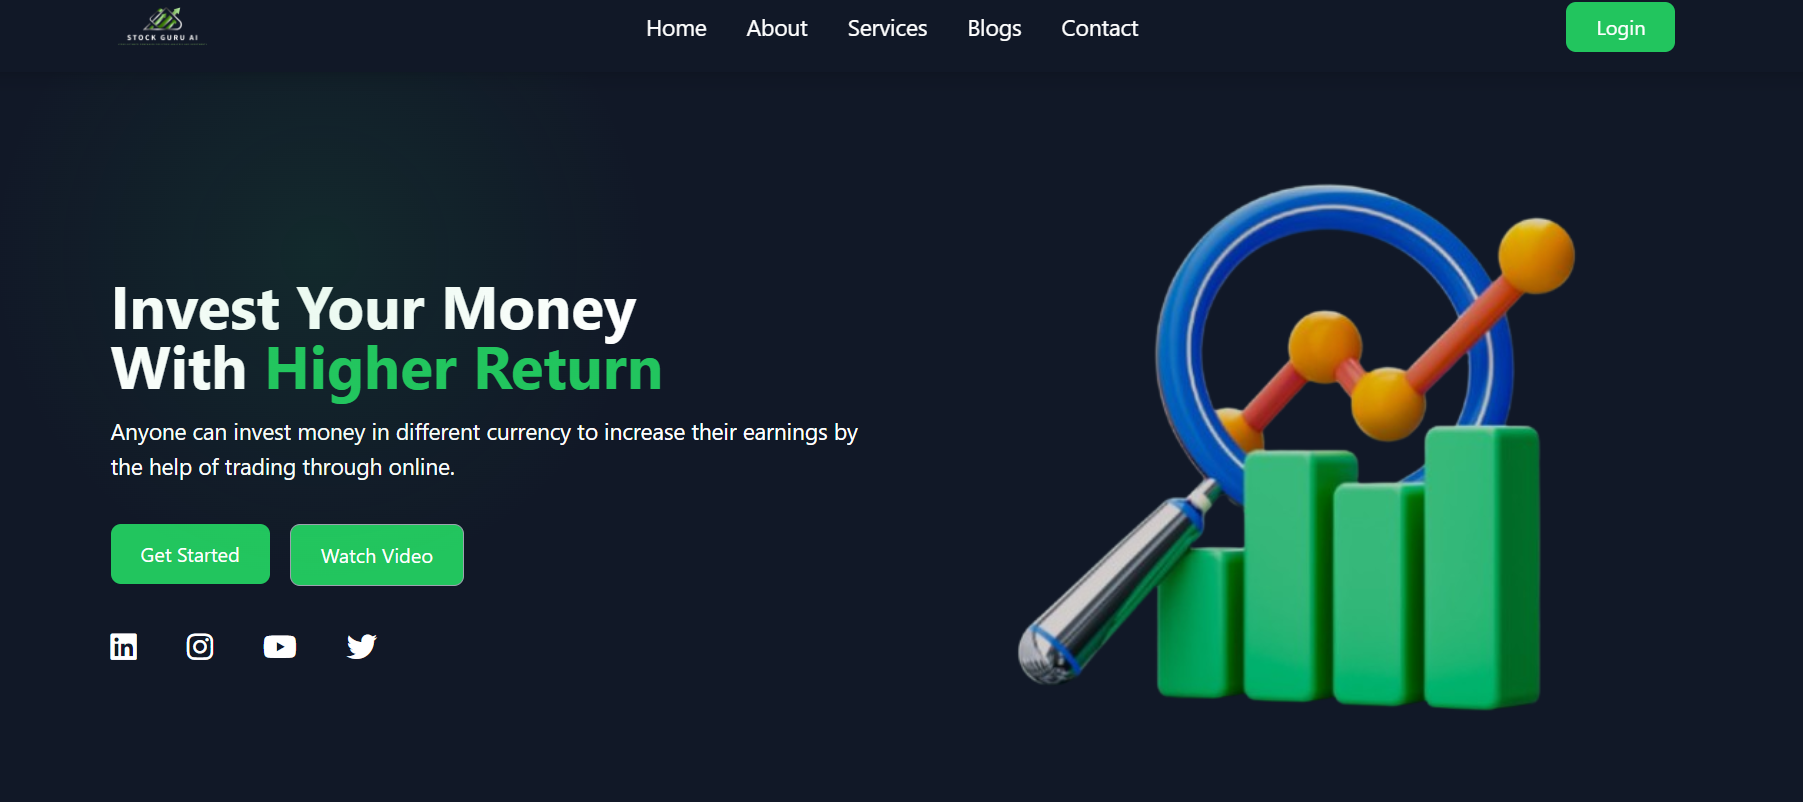 STOCK GURU AI
Home About Services Blogs Contact
Login
Invest Your Money
With Higher Return
Anyone can invest money in different currency to increase their earnings by
the help of trading through online.
Get Started Watch Video
in